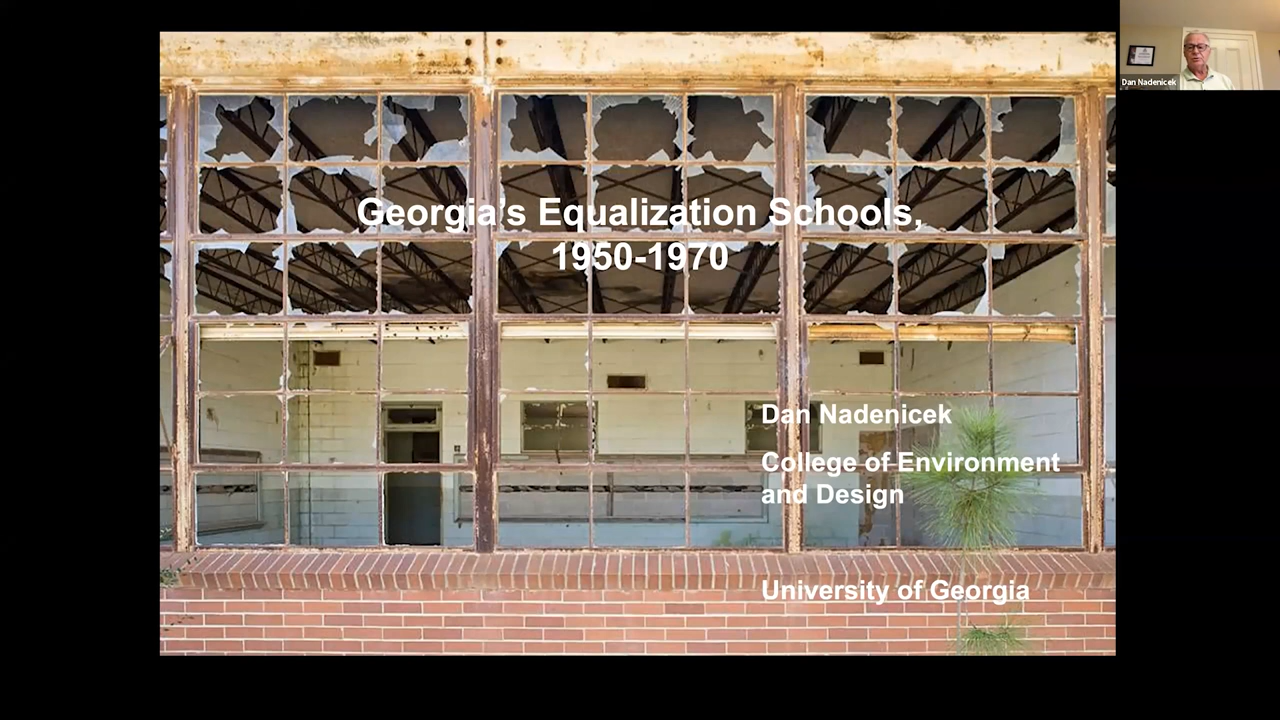 Georgia's Equalization Schools,
1950-1970
Dan Nadenicek
College of Environment
and Design
University of Georgia
Dan Nadenicek